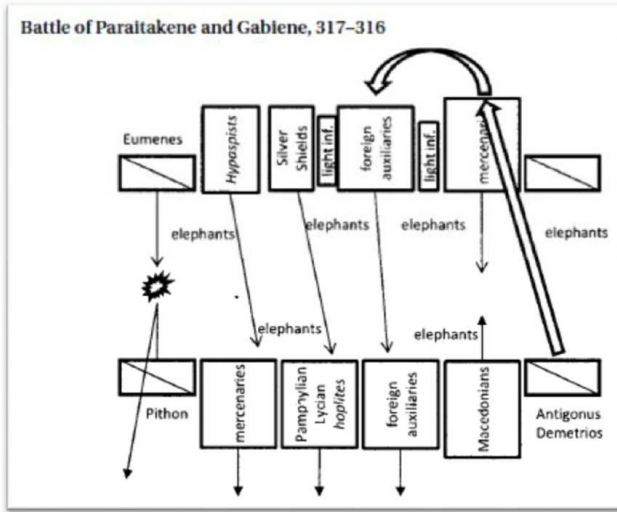 Battle of Paraitakene and Gabiene, 317–316
Eumenes
Hypaspists
Silver
Shields
light inf.
foreign
auxiliaries
light inf.
mercenari
elephants
elephants
elephants
elephants
elephants
elephants
Pithon
mercenaries
Pamphylian
Lycian
hoplites
foreign
auxiliaries
Macedonians
Antigonus
Demetrios